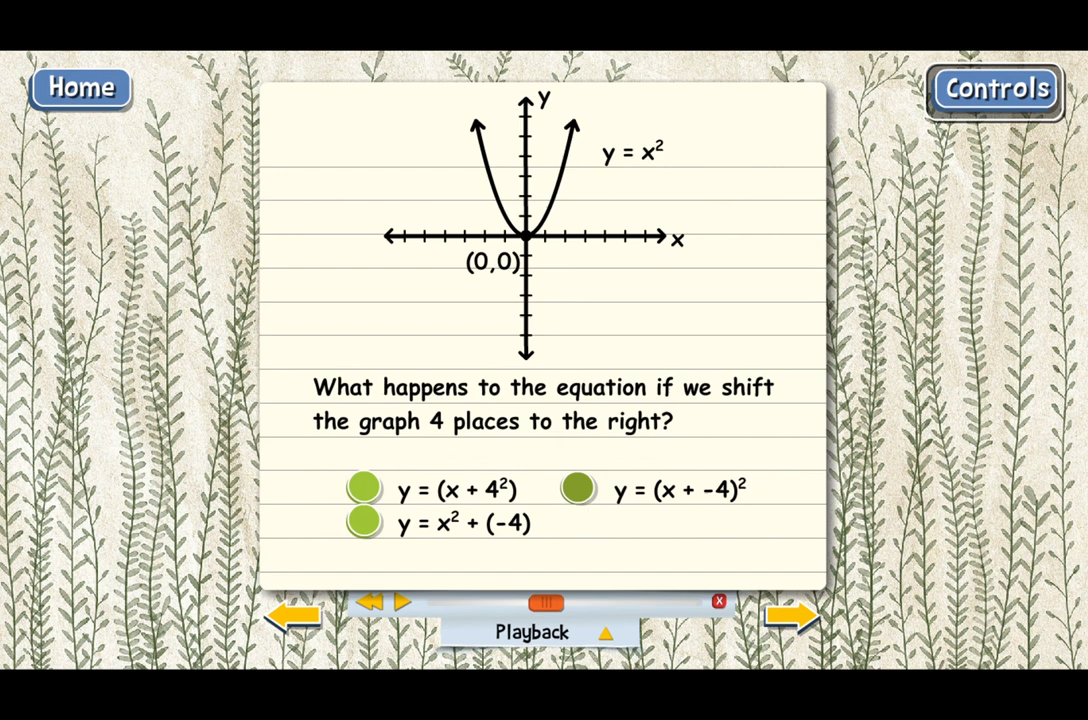 Home
Controls
y
y = x²
x
(0,0)
What happens to the equation if we shift
the graph 4 places to the right?
y = (x + 4²)
y = (x + -4)²
y = x² + (-4)
x
Playback